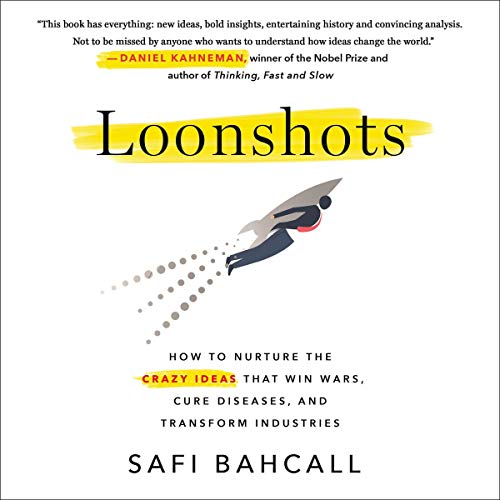 "This book has everything: new ideas, bold insights, entertaining history and convincing analysis.
Not to be missed by anyone who wants to understand how ideas change the world."
—DANIEL KAHNEMAN, winner of the Nobel Prize and
author of Thinking, Fast and Slow
Loonshots
HOW TO NURTURE THE
CRAZY IDEAS THAT WIN WARS,
CURE DISEASES, AND
TRANSFORM INDUSTRIES
SAFI BAHCALL